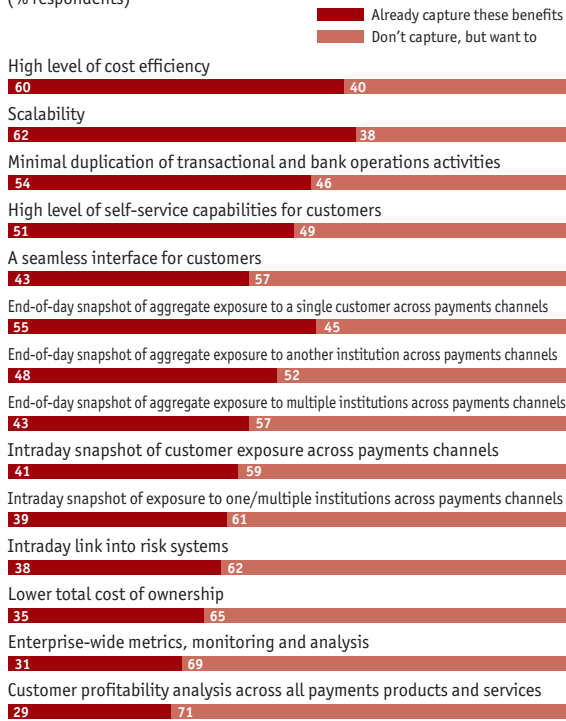 (% respondents)
Already capture these benefits
Don't capture, but want to
High level of cost efficiency
60 40
Scalability
62 38
Minimal duplication of transactional and bank operations activities
54 46
High level of self-service capabilities for customers
51 49
A seamless interface for customers
43 57
End-of-day snapshot of aggregate exposure to a single customer across payments channels
55 45
End-of-day snapshot of aggregate exposure to another institution across payments channels
48 52
End-of-day snapshot of aggregate exposure to multiple institutions across payments channels
43 57
Intraday snapshot of customer exposure across payments channels
41 59
Intraday snapshot of exposure to one/multiple institutions across payments channels
39 61
Intraday link into risk systems
38 62
Lower total cost of ownership
35 65
Enterprise-wide metrics, monitoring and analysis
31 69
Customer profitability analysis across all payments products and services
29 71